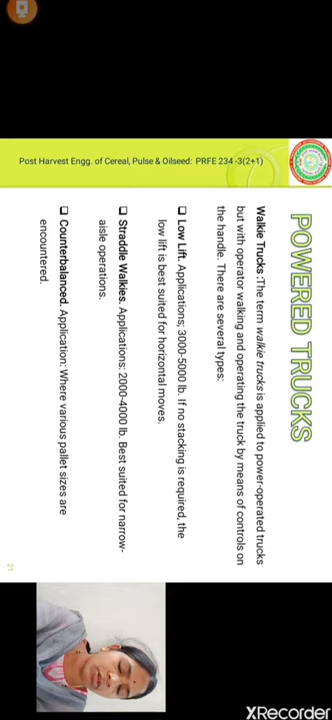 POWERED TRUCKS
Walkie Trucks :The term walkie trucks is applied to power-operated trucks
but with operator walking and operating the truck by means of controls on
the handle. There are several types:
❑ Low Lift. Applications; 3000-5000 lb. If no stacking is required, the
low lift is best suited for horizontal moves.
❑ Straddle Walkies. Applications: 2000-4000 lb. Best suited for narrow-
aisle operations.
❑ Counterbalanced. Application: Where various pallet sizes are
encountered.
Post Harvest Engg. of Cereal, Pulse & Oilseed: PRFE 234 -3(2+1)
21
XRecorder